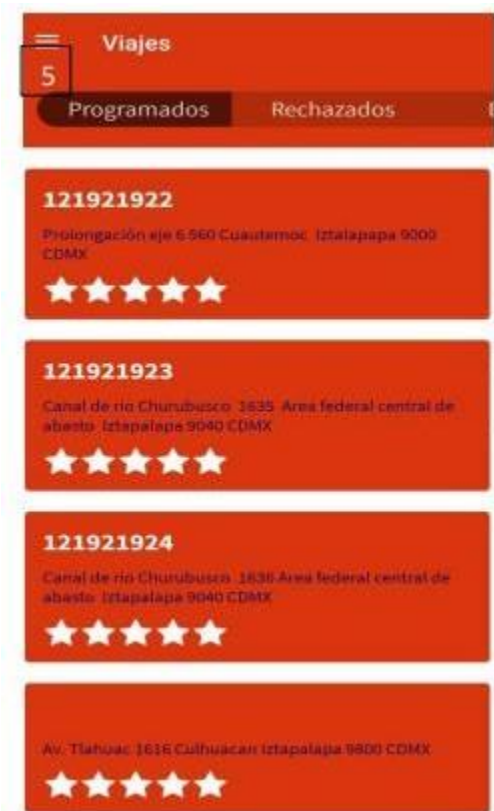 Viajes
5
Programados Rechazados
121921922
Prolongación eje 6 560 Cuautemoc Iztalapapa 9000
CDMX
121921923
Canal de rio Churubusco 1635 Area federal central de
abasto Iztapalapa 9040 CDMX
121921924
Canal de rio Churubusco 1636 Area federal central de
abasto Iztapalapa 9040 CDMX
Av. Tlahuac 1616 Culhuacan Iztapalapa 9800 CDMX